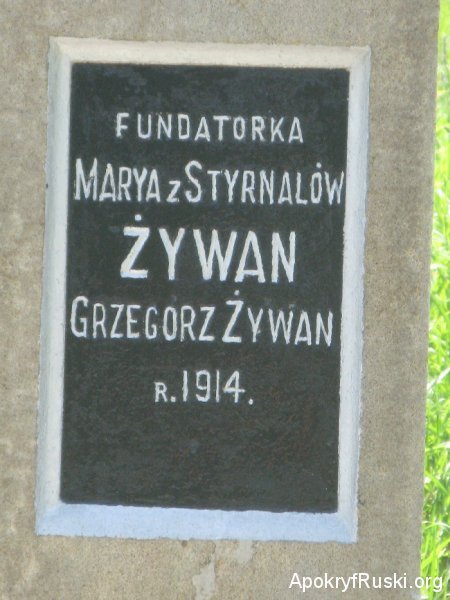 FUNDATORKA
MARYA Z STYRNALÓW
ŻYWAN
GRZEGORZ ŻYWAN
R. 1914.
ApokryfRuski.org